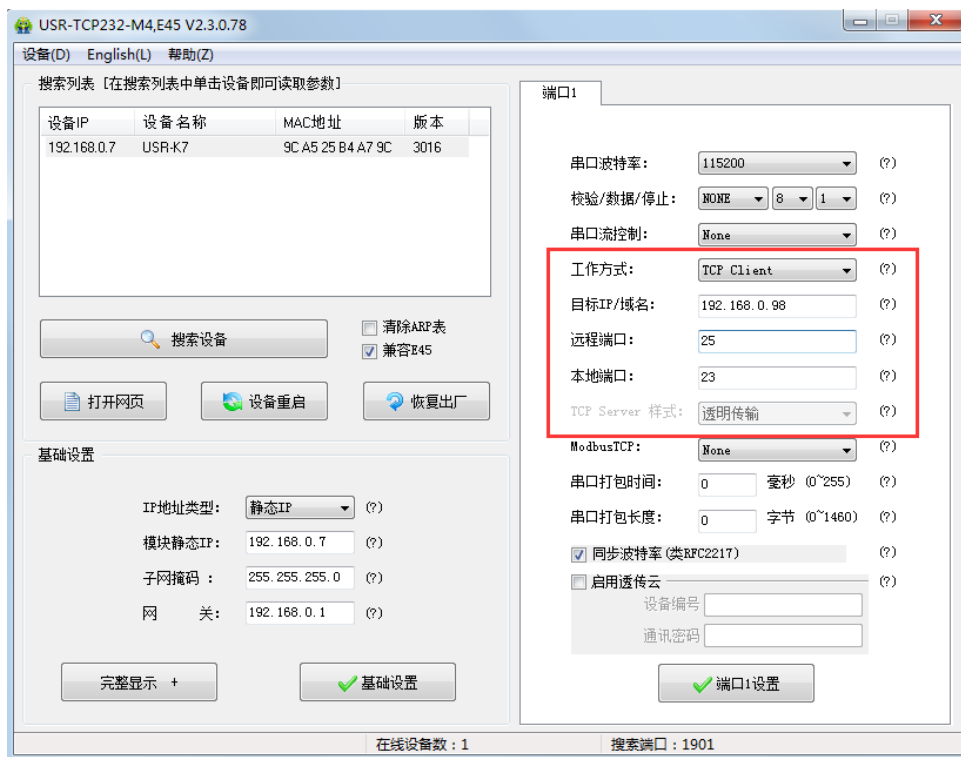 USR-TCP232-M4,E45 V2.3.0.78
设备(D) English(L) 帮助(Z)
搜索列表 [在搜索列表中单击设备即可读取参数]
设备IP 设备名称 MAC地址 版本
192.168.0.7 USR-K7 9C A5 25 B4 A7 9C 3016
搜索设备
清除ARP表
兼容E45
打开网页
设备重启
恢复出厂
基础设置
IP地址类型: 静态IP (?)
模块静态IP: 192.168.0.7 (?)
子网掩码 : 255.255.255.0 (?)
网 关: 192.168.0.1 (?)
完整显示 +
基础设置
端口1
串口波特率: 115200 (?)
校验/数据/停止: NONE 8 1 (?)
串口流控制: None (?)
工作方式: TCP Client (?)
目标IP/域名: 192.168.0.98 (?)
远程端口: 25 (?)
本地端口: 23 (?)
TCP Server 样式: 透明传输 (?)
ModbusTCP: None (?)
串口打包时间: 0 毫秒 (0~255) (?)
串口打包长度: 0 字节 (0~1460) (?)
同步波特率(类RFC2217) (?)
启用透传云 (?)
设备编号
通讯密码
端口1设置
在线设备数:1
搜索端口:1901